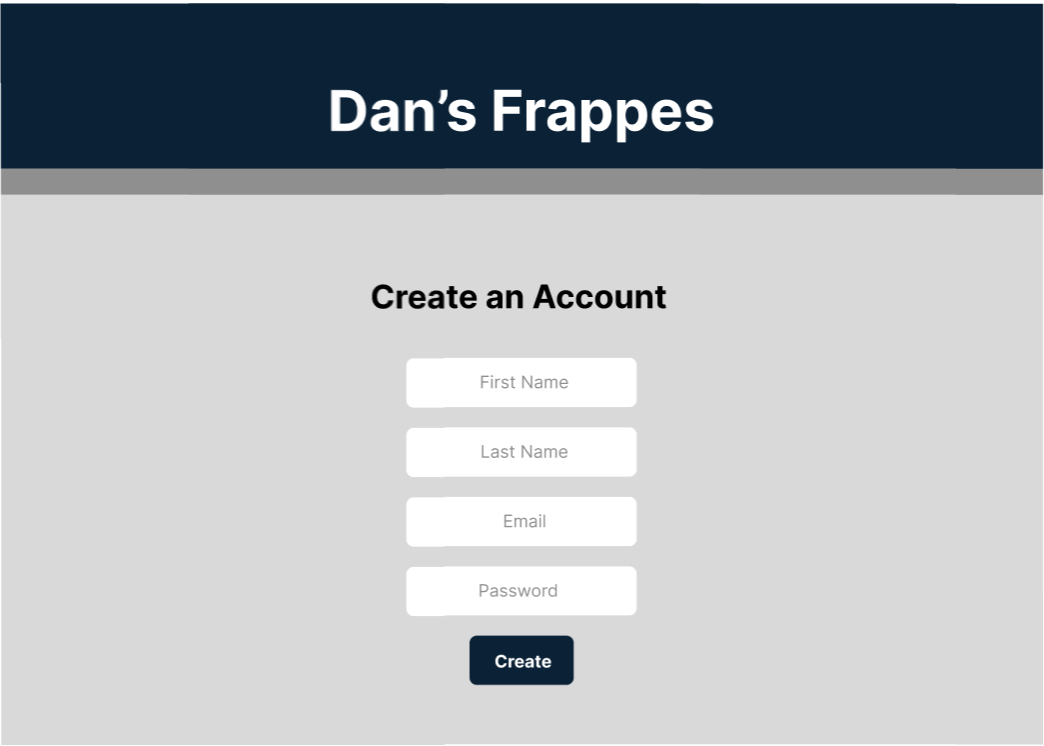 Dan’s Frappes
Create an Account
First Name
Last Name
Email
Password
Create